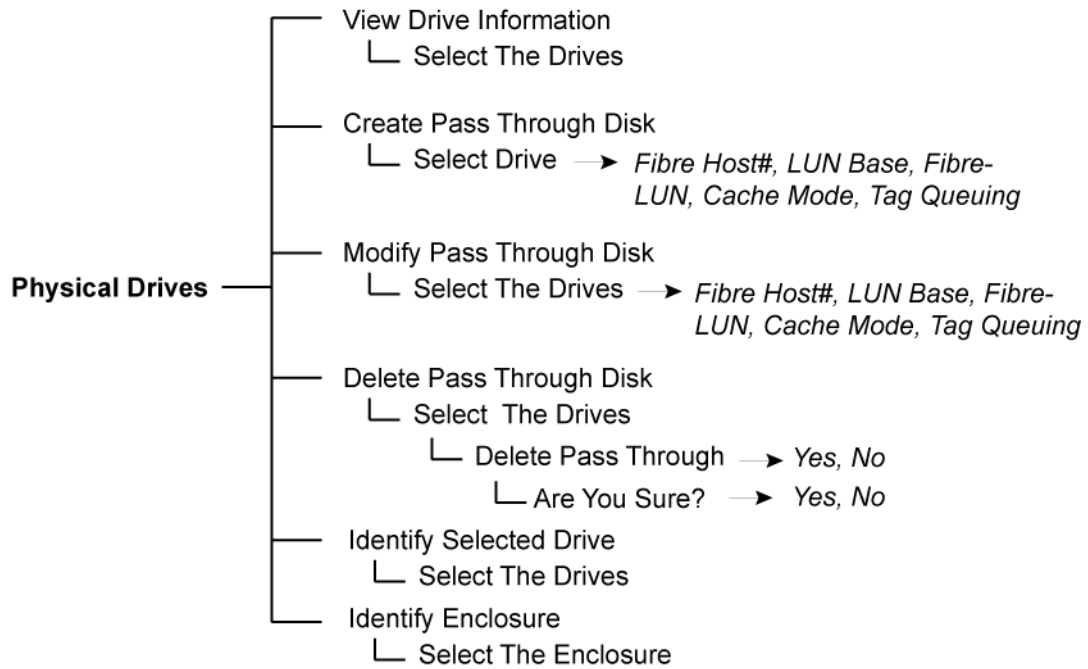 View Drive Information
Select The Drives
Create Pass Through Disk
Select Drive
Fibre Host#, LUN Base, Fibre-
LUN, Cache Mode, Tag Queuing
Modify Pass Through Disk
Physical Drives
Select The Drives
Fibre Host#, LUN Base, Fibre-
LUN, Cache Mode, Tag Queuing
Delete Pass Through Disk
Select The Drives
Delete Pass Through
Yes, No
Are You Sure?
Yes, No
Identify Selected Drive
Select The Drives
Identify Enclosure
Select The Enclosure